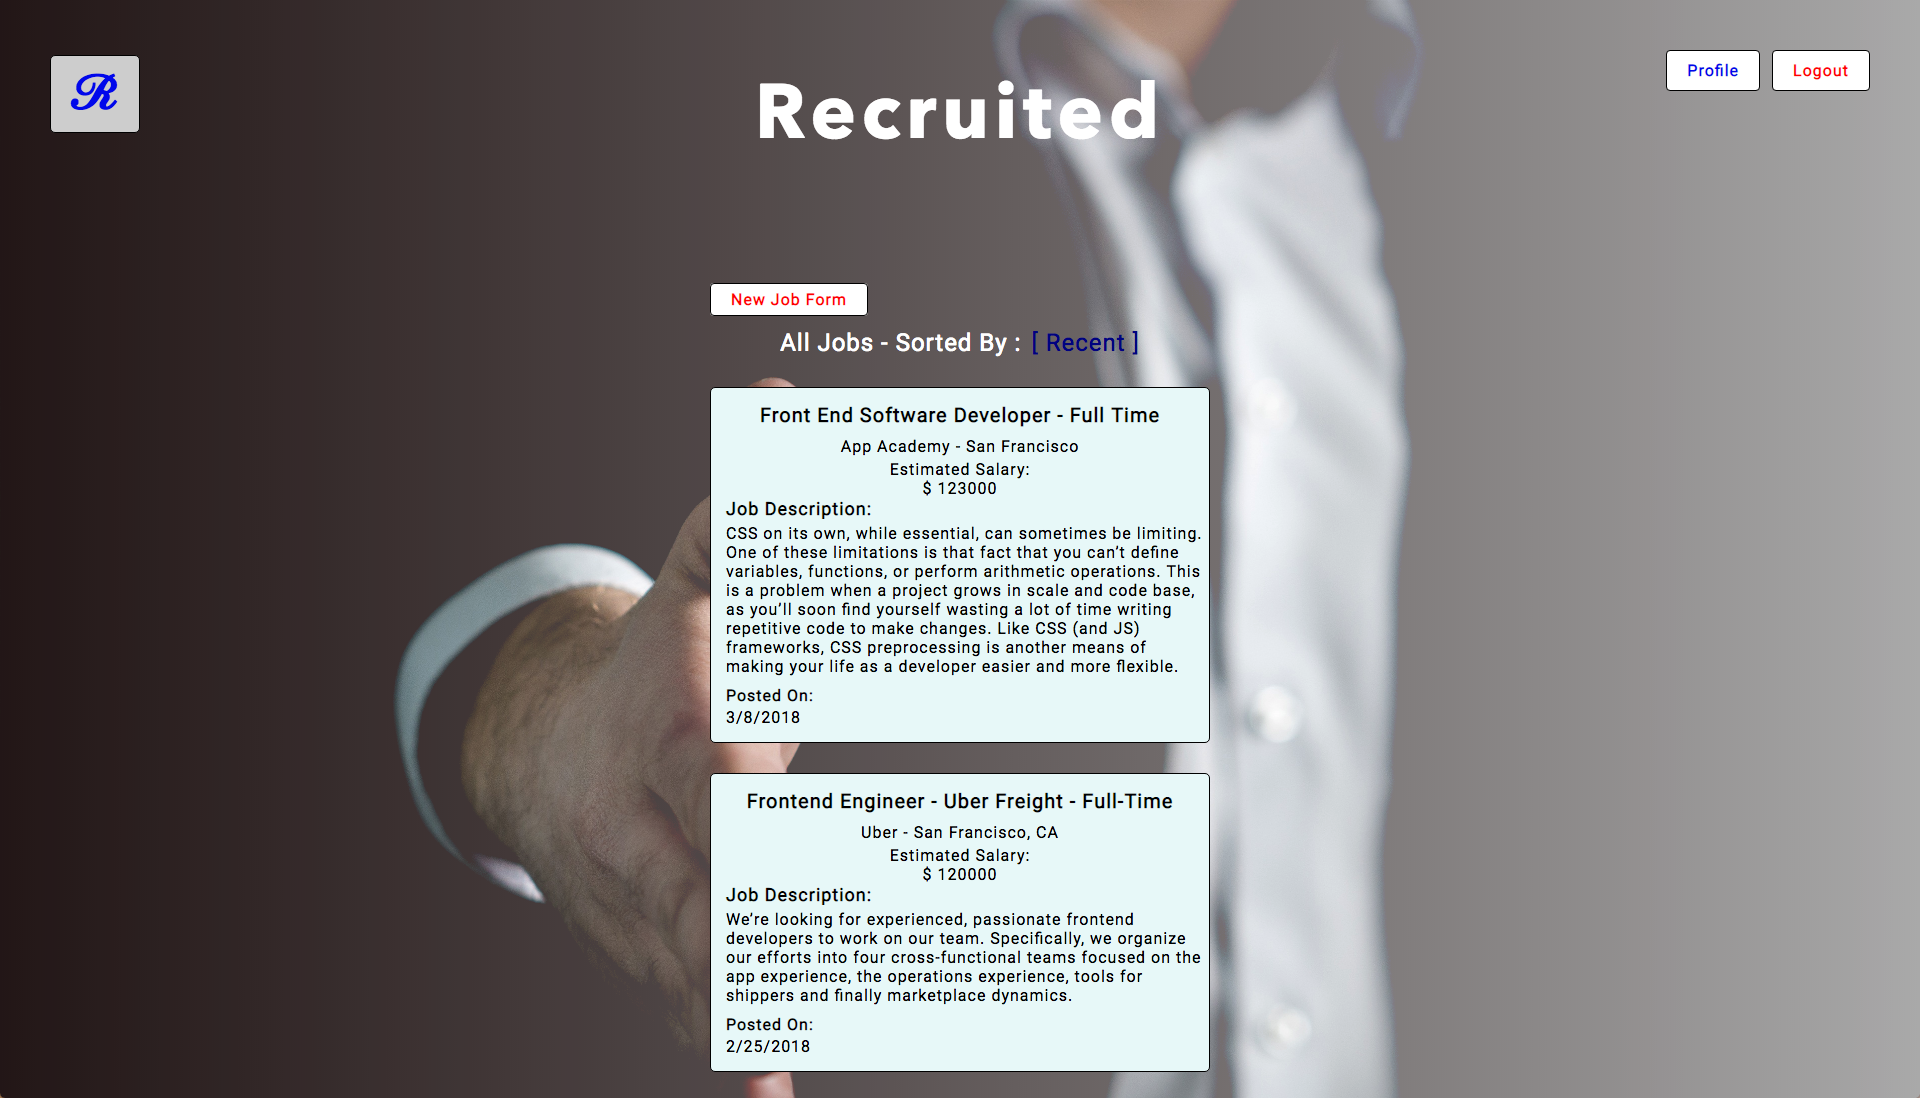 R
Recruited
Profile
Logout
New Job Form
All Jobs - Sorted By : [ Recent ]
Front End Software Developer - Full Time
App Academy - San Francisco
Estimated Salary:
$ 123000
Job Description:
CSS on its own, while essential, can sometimes be limiting.
One of these limitations is that fact that you can’t define
variables, functions, or perform arithmetic operations. This
is a problem when a project grows in scale and code base,
as you’ll soon find yourself wasting a lot of time writing
repetitive code to make changes. Like CSS (and JS)
frameworks, CSS preprocessing is another means of
making your life as a developer easier and more flexible.
Posted On:
3/8/2018
Frontend Engineer - Uber Freight - Full-Time
Uber - San Francisco, CA
Estimated Salary:
$ 120000
Job Description:
We’re looking for experienced, passionate frontend
developers to work on our team. Specifically, we organize
our efforts into four cross-functional teams focused on the
app experience, the operations experience, tools for
shippers and finally marketplace dynamics.
Posted On:
2/25/2018